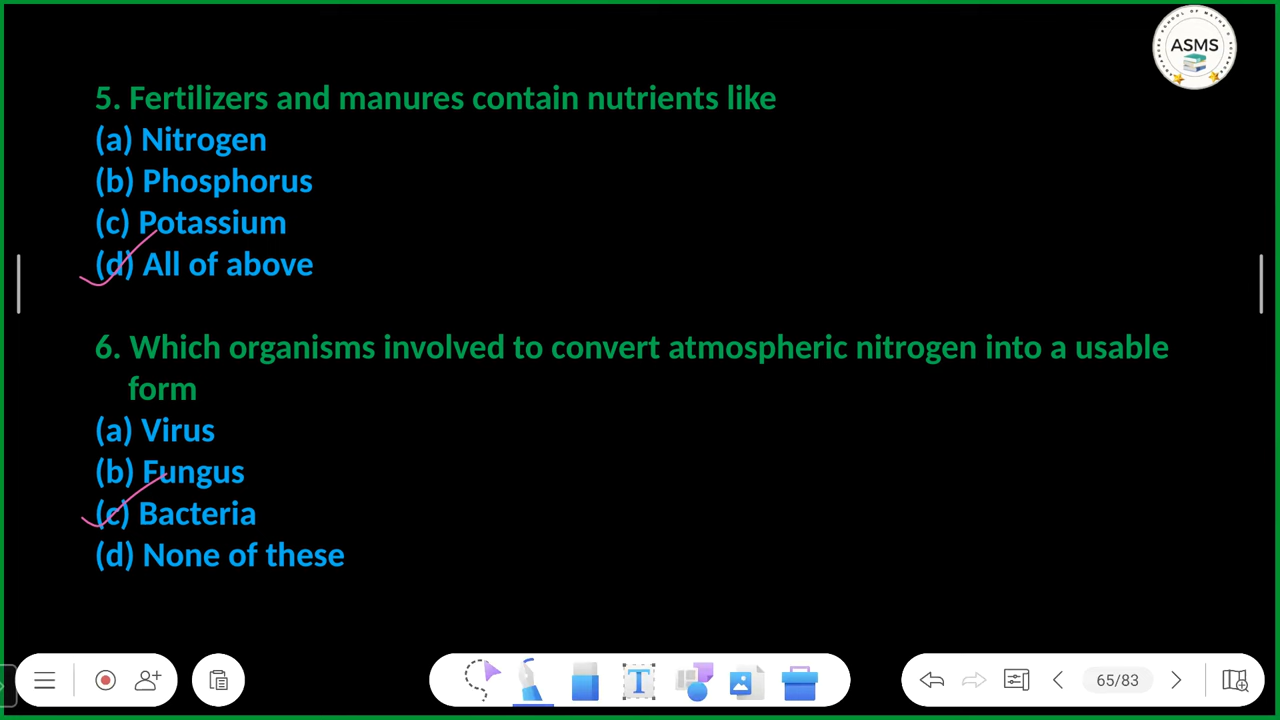 ASMS
5. Fertilizers and manures contain nutrients like
(a) Nitrogen
(b) Phosphorus
(c) Potassium
(d) All of above
6. Which organisms involved to convert atmospheric nitrogen into a usable
form
(a) Virus
(b) Fungus
(c) Bacteria
(d) None of these
65/83